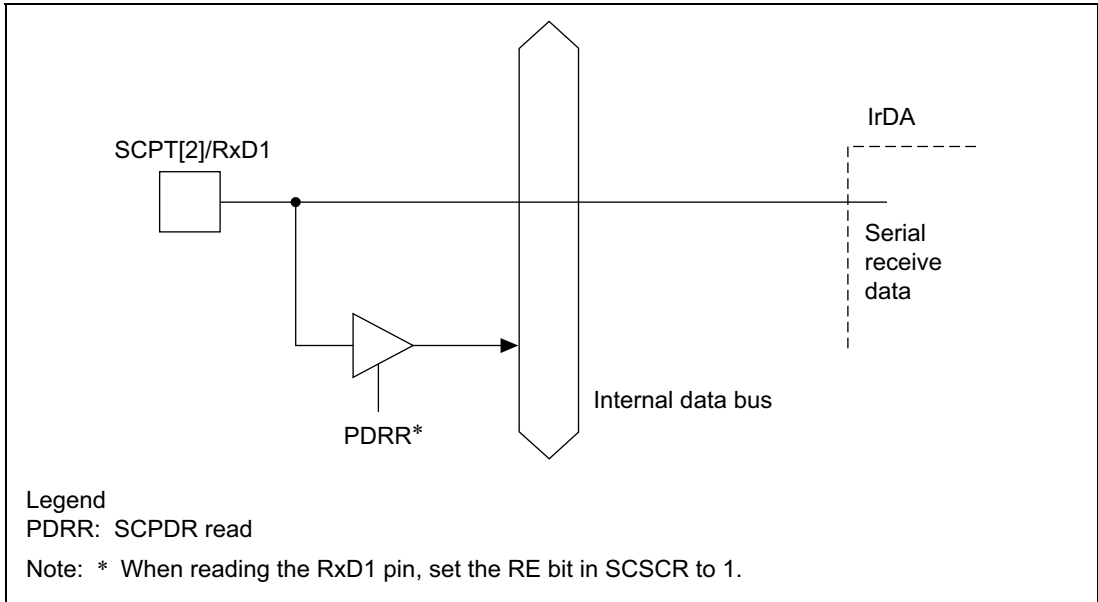 IrDA
SCPT[2]/RxD1
Serial
receive
data
Internal data bus
PDRR*
Legend
PDRR: SCPDR read
Note: * When reading the RxD1 pin, set the RE bit in SCSCR to 1.